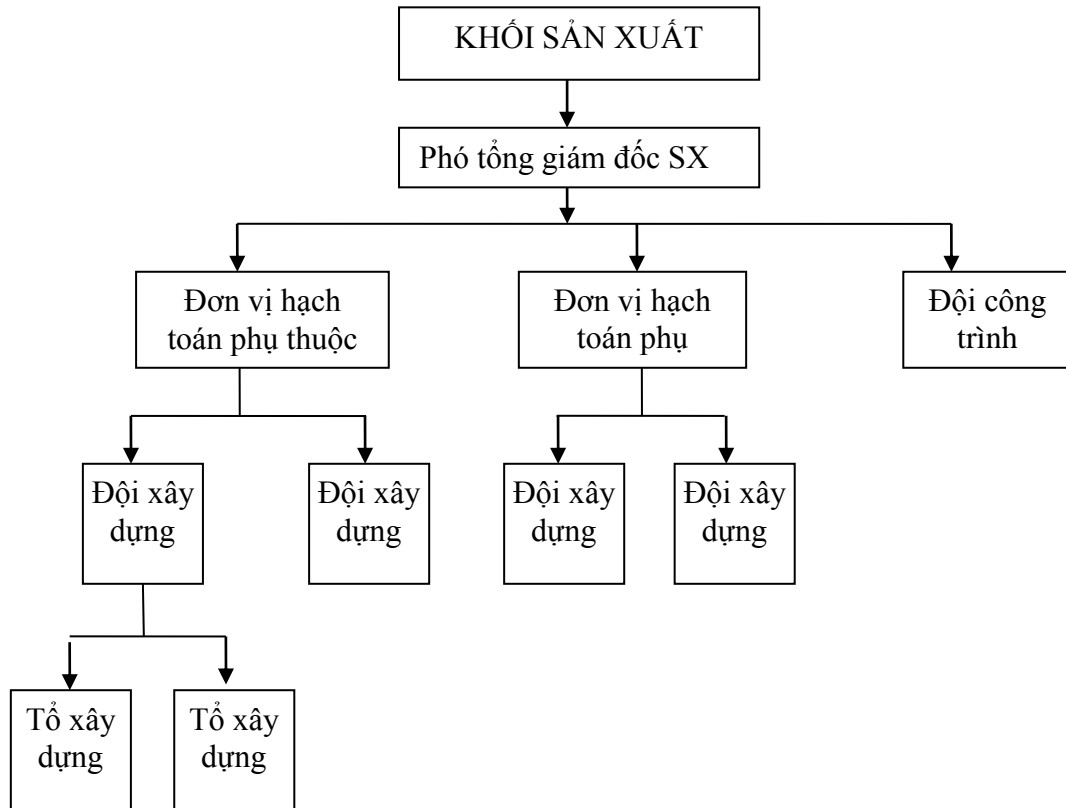 KHỐI SẢN XUẤT
Phó tổng giám đốc SX
Đơn vị hạch
toán phụ thuộc
Đơn vị hạch
toán phụ
Đội công
trình
Đội xây
dựng
Đội xây
dựng
Đội xây
dựng
Đội xây
dựng
Tổ xây
dựng
Tổ xây
dựng